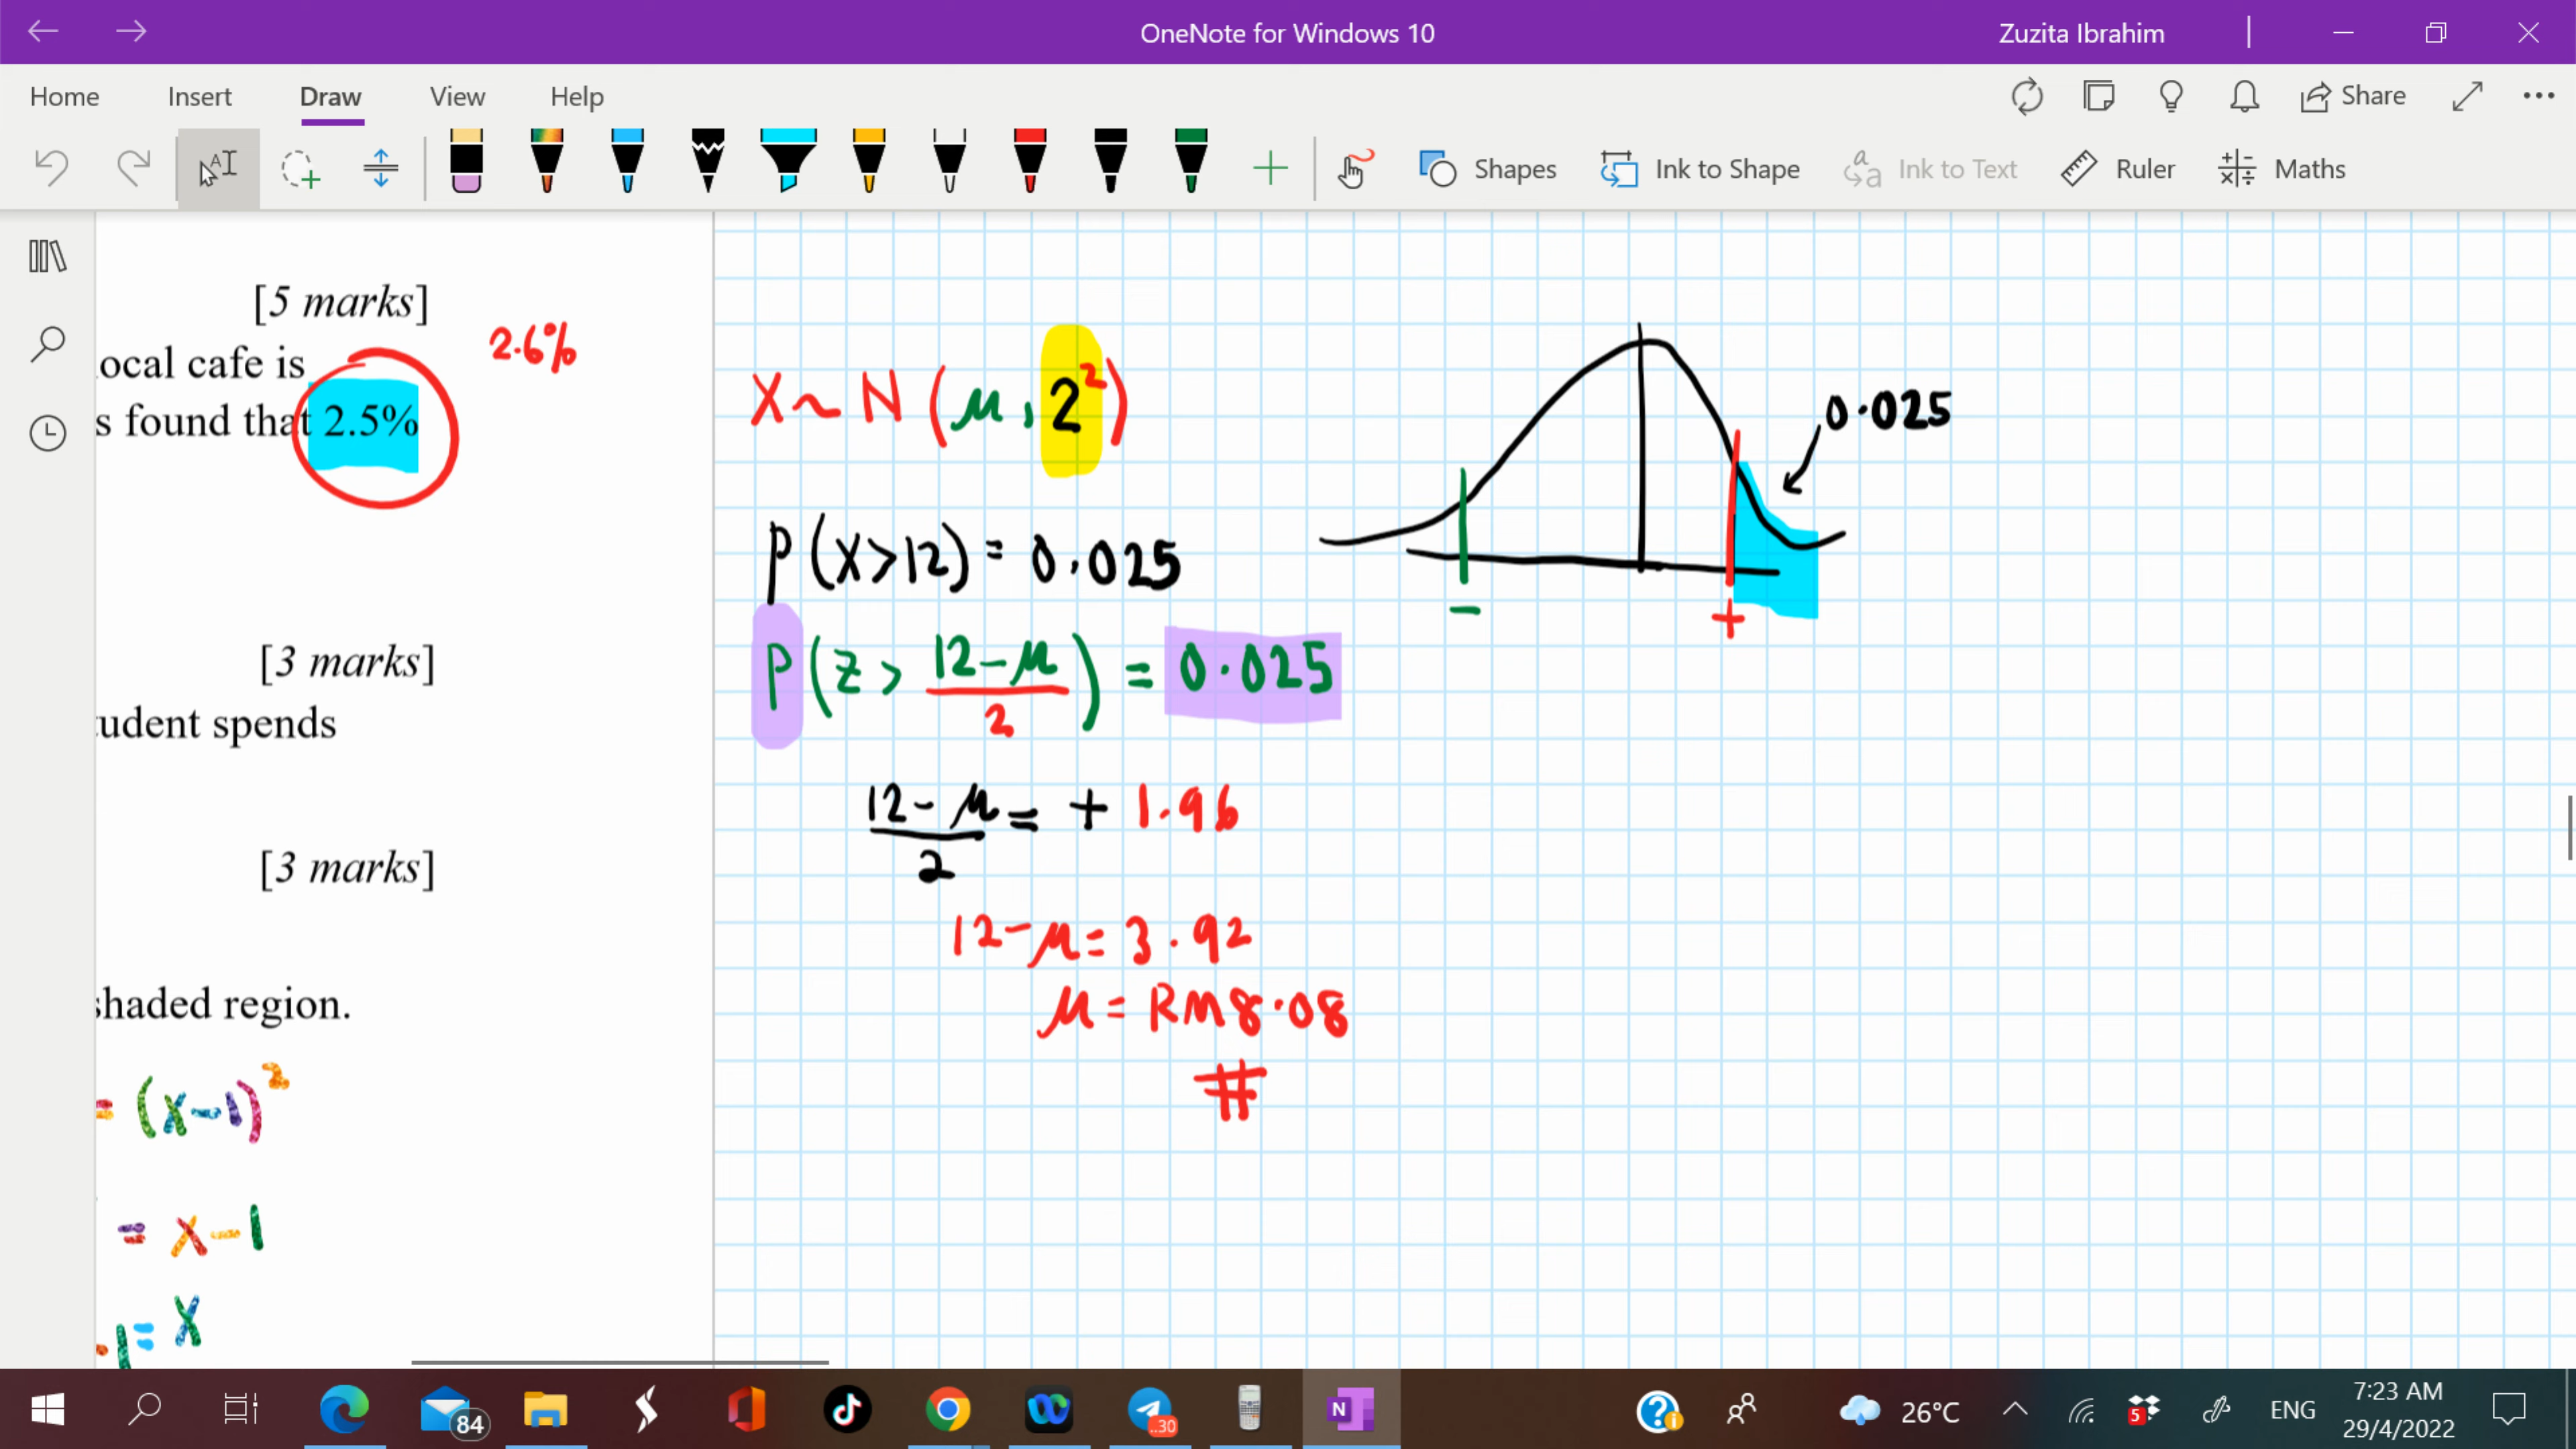 OneNote for Windows 10
Zuzita Ibrahim
Home Insert Draw View Help
Share
Shapes Ink to Shape Ink to Text Ruler Maths
[5 marks]
2.6%
ocal cafe is
s found that 2.5%
[3 marks]
tudent spends
[3 marks]
shaded region.
= (x-1)²
= x-1
-1= x
X~N(μ, 2²)
P(X>12) = 0.025
P(z > 12-μ/2) = 0.025
12-μ/2 = +1.96
12-μ = 3.92
μ = RM8.08
#
0.025
- +
84
30
N
26°C
5
ENG
7:23 AM
29/4/2022